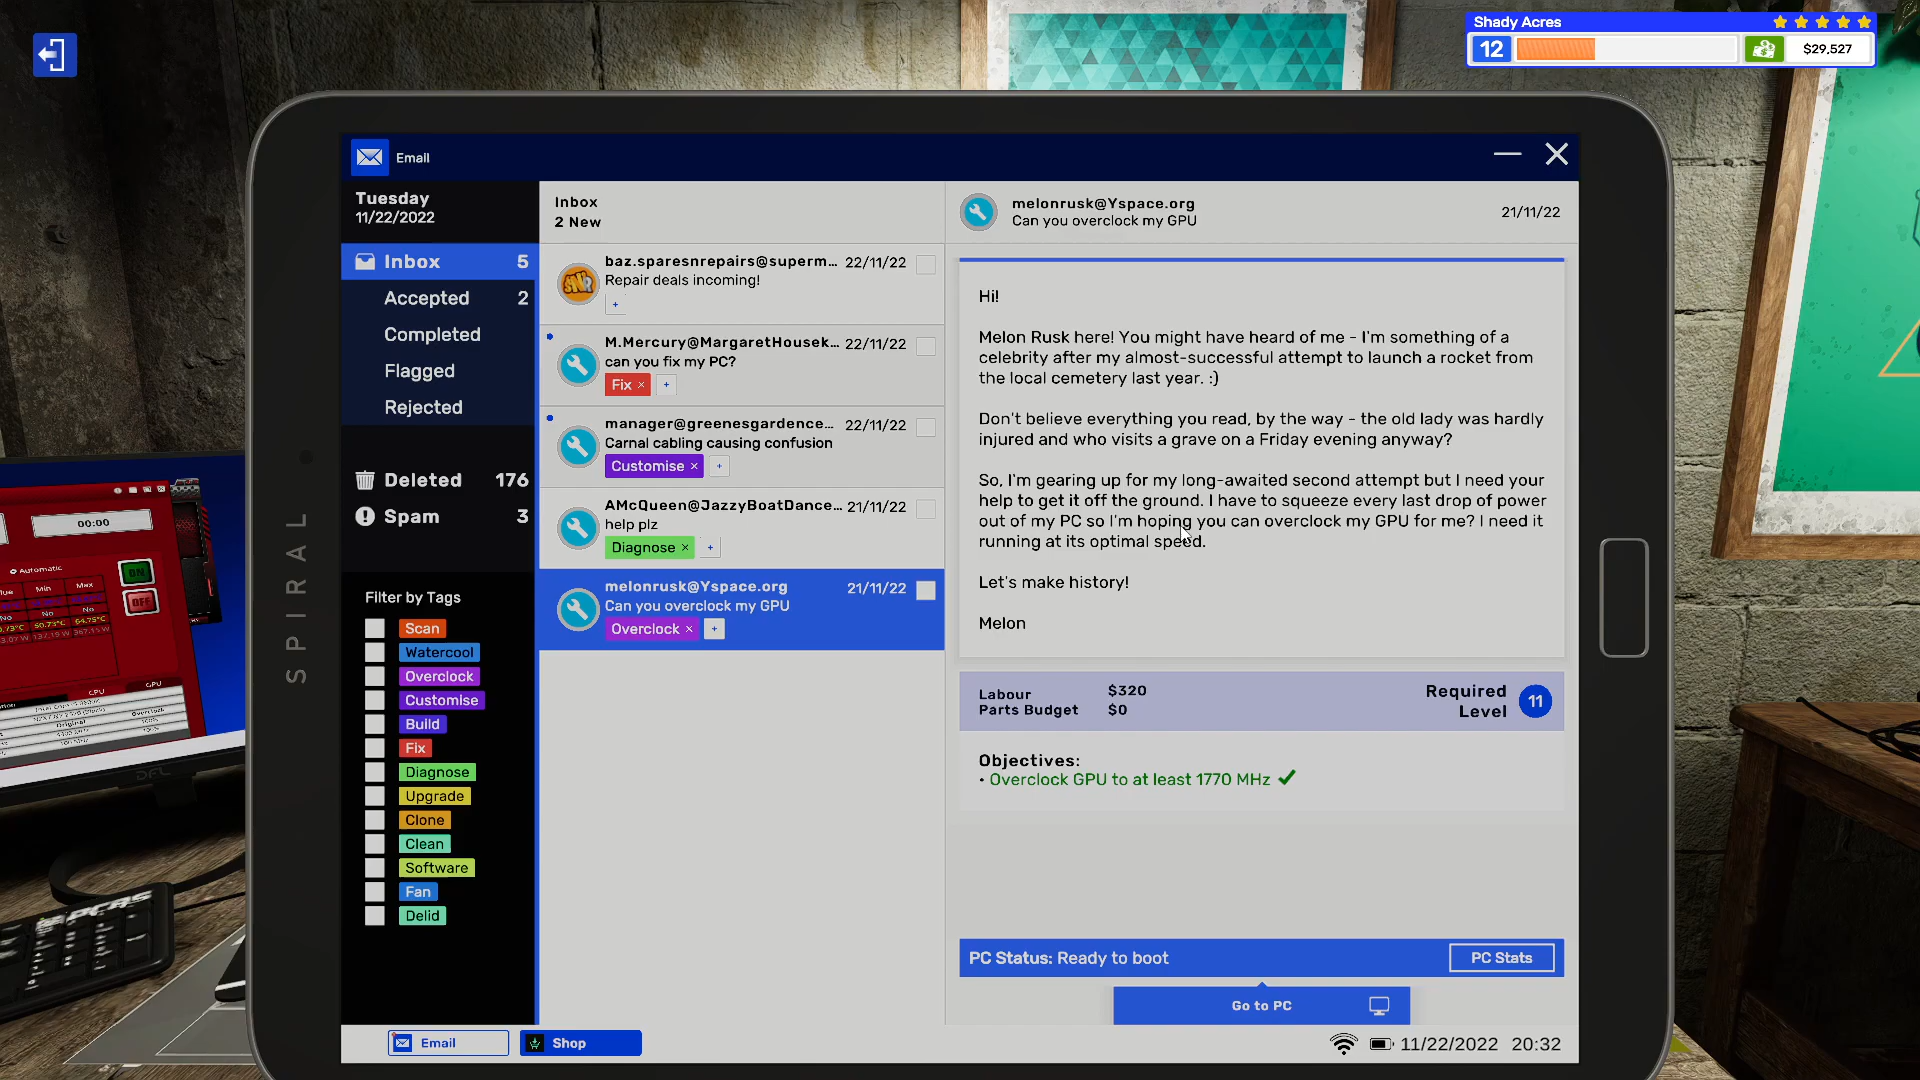 Shady Acres
12
$29,527
Email
Tuesday
11/22/2022
Inbox 5
Accepted 2
Completed
Flagged
Rejected
Deleted 176
Spam 3
Filter by Tags
Scan
Watercool
Overclock
Customise
Build
Fix
Diagnose
Upgrade
Clone
Clean
Software
Fan
Delid
Inbox
2 New
baz.sparesnrepairs@superm... 22/11/22
Repair deals incoming!
+
M.Mercury@MargaretHousek... 22/11/22
can you fix my PC?
Fix × +
manager@greenesgardence... 22/11/22
Carnal cabling causing confusion
Customise × +
AMcQueen@JazzyBoatDance... 21/11/22
help plz
Diagnose × +
melonrusk@Yspace.org 21/11/22
Can you overclock my GPU
Overclock × +
melonrusk@Yspace.org
Can you overclock my GPU
21/11/22
Hi!
Melon Rusk here! You might have heard of me - I'm something of a
celebrity after my almost-successful attempt to launch a rocket from
the local cemetery last year. :)
Don't believe everything you read, by the way - the old lady was hardly
injured and who visits a grave on a Friday evening anyway?
So, I'm gearing up for my long-awaited second attempt but I need your
help to get it off the ground. I have to squeeze every last drop of power
out of my PC so I'm hoping you can overclock my GPU for me? I need it
running at its optimal speed.
Let's make history!
Melon
Labour $320
Parts Budget $0
Required
Level 11
Objectives:
• Overclock GPU to at least 1770 MHz
PC Status: Ready to boot
PC Stats
Go to PC
Email
Shop
11/22/2022 20:32
SPIRAL
00:00
Automatic
ON
OFF
Min
Max
No
No
CPU
GPU
Original
Overclock
DFL